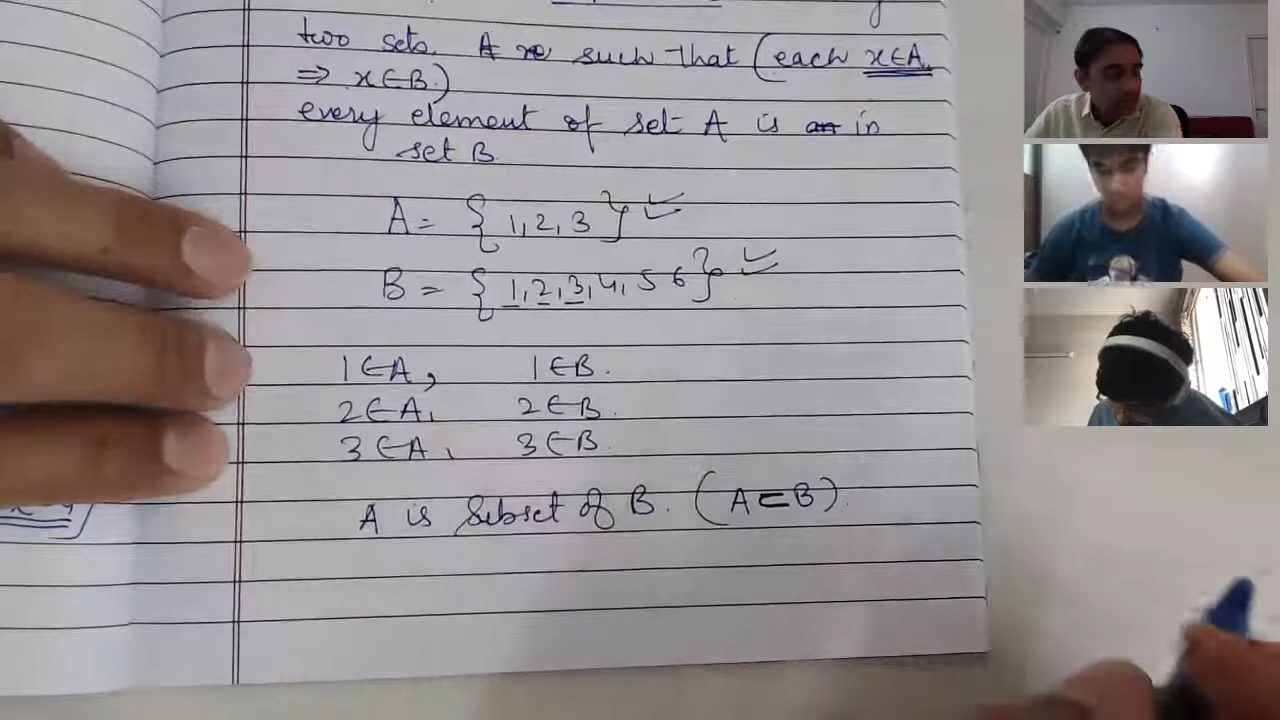 two sets A such that (each x∈A
⇒ x∈B.)
every element of set A is in
set B
A = { 1, 2, 3 }
B = { 1, 2, 3, 4, 5 6 }
1∈A, 1∈B.
2∈A, 2∈B.
3∈A, 3∈B.
A is Subset of B. (A⊂B).